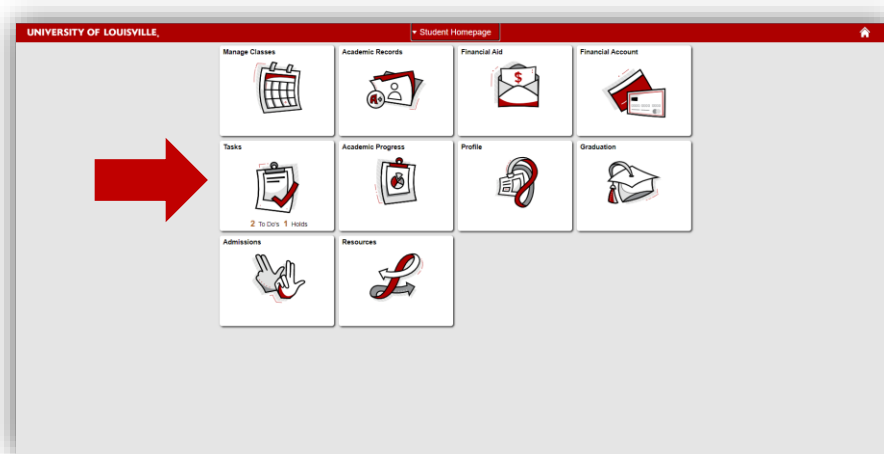 UNIVERSITY OF LOUISVILLE.
▾ Student Homepage
Manage Classes
Academic Records
Financial Aid
Financial Account
$
A+
Tasks
Academic Progress
Profile
Graduation
2 To Do's 1 Holds
Admissions
Resources